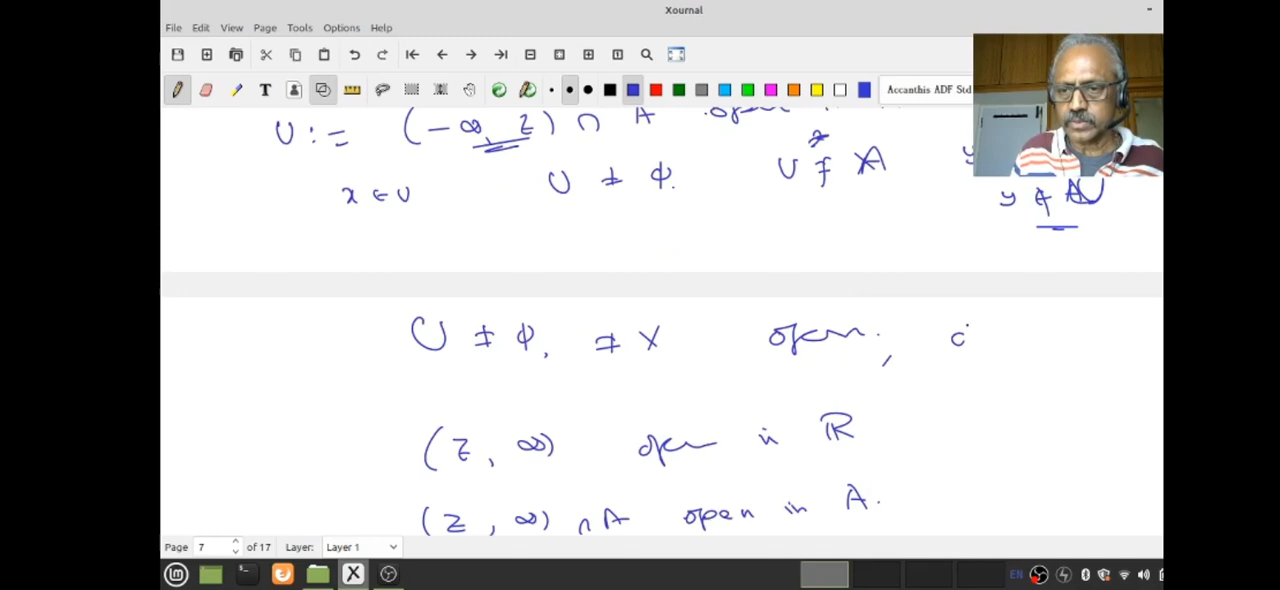 Xournal
File Edit View Page Tools Options Help
Accanthis ADF Std
U := (-∞, z) ∩ A open
x ∈ U U ≠ φ. U ≠ A
y ∉ U
U ≠ φ, ≠ X open,
(z, ∞) open in ℝ
(z, ∞) ∩ A open in A.
Page 7 of 17 Layer: Layer 1
EN